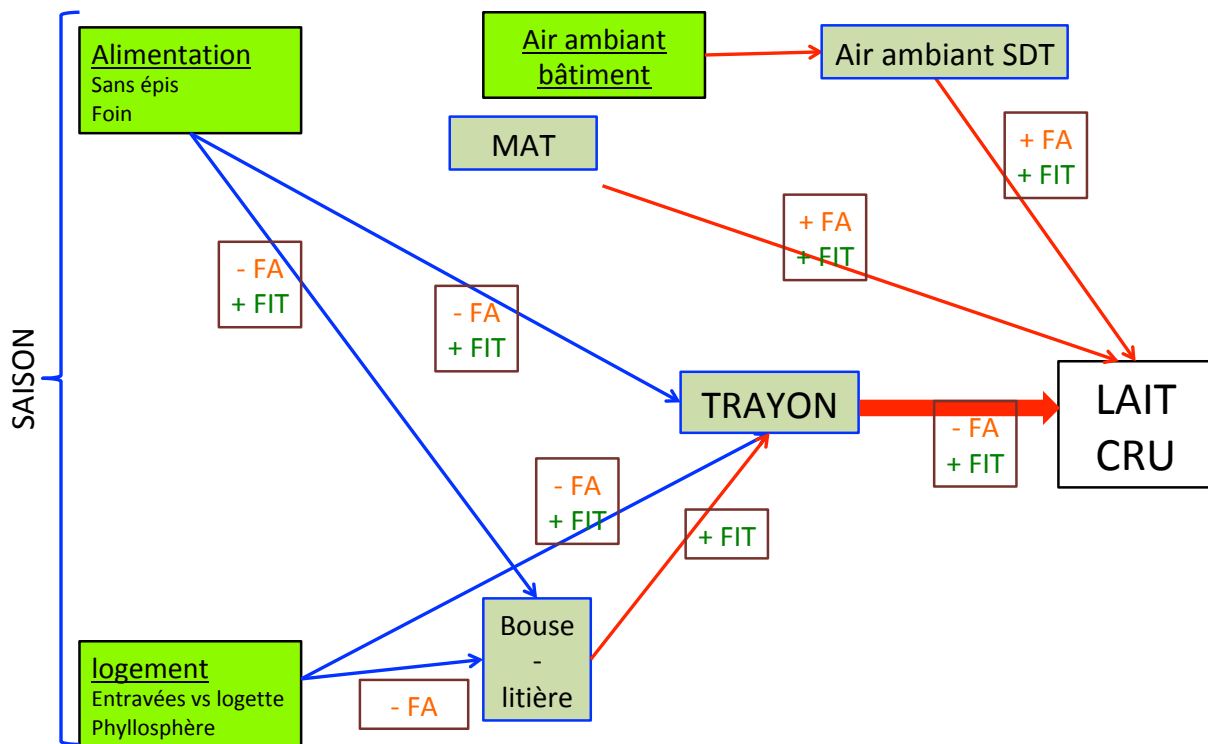 SAISON
Alimentation
Sans épis
Foin
Air ambiant
bâtiment
Air ambiant SDT
MAT
+ FA
+ FIT
+ FA
+ FIT
- FA
+ FIT
- FA
+ FIT
TRAYON
- FA
+ FIT
LAIT
CRU
- FA
+ FIT
+ FIT
Bouse
-
litière
logement
Entravées vs logette
Phyllosphère
- FA